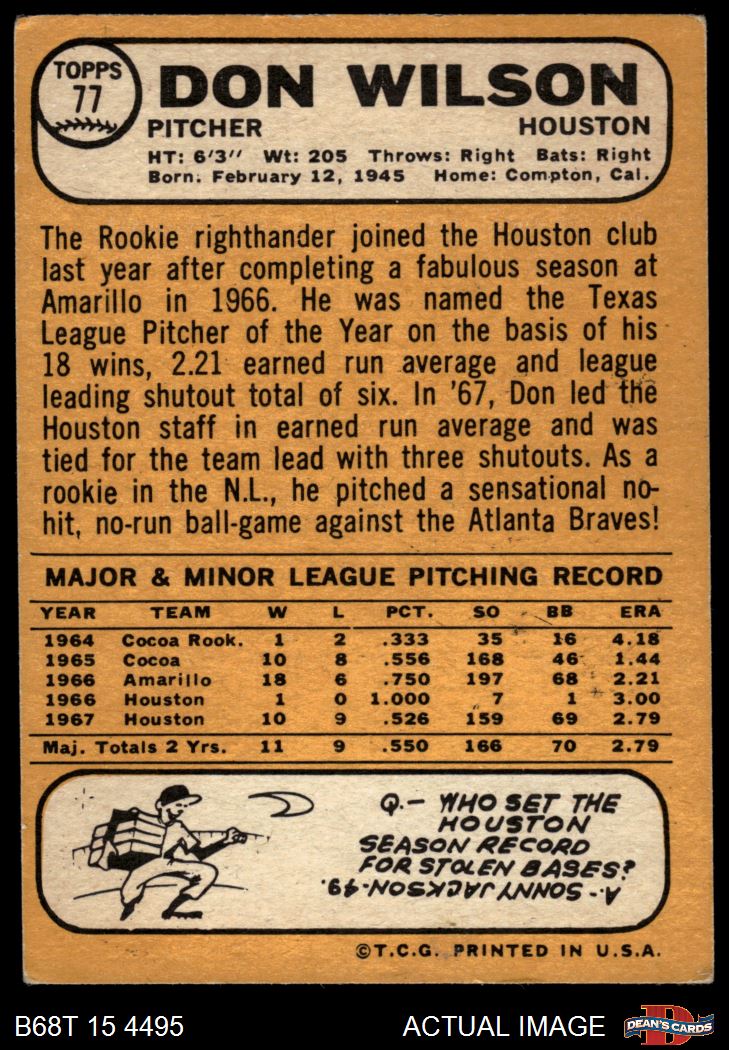 TOPPS
77
DON WILSON
PITCHER HOUSTON
HT: 6'3" Wt: 205 Throws: Right Bats: Right
Born: February 12, 1945 Home: Compton, Cal.
The Rookie righthander joined the Houston club
last year after completing a fabulous season at
Amarillo in 1966. He was named the Texas
League Pitcher of the Year on the basis of his
18 wins, 2.21 earned run average and league
leading shutout total of six. In '67, Don led the
Houston staff in earned run average and was
tied for the team lead with three shutouts. As a
rookie in the N.L., he pitched a sensational no-
hit, no-run ball-game against the Atlanta Braves!
MAJOR & MINOR LEAGUE PITCHING RECORD
YEAR TEAM W L PCT. SO BB ERA
1964 Cocoa Rook. 1 2 .333 35 16 4.18
1965 Cocoa 10 8 .556 168 46 1.44
1966 Amarillo 18 6 .750 197 68 2.21
1966 Houston 1 0 1.000 7 1 3.00
1967 Houston 10 9 .526 159 69 2.79
Maj. Totals 2 Yrs. 11 9 .550 166 70 2.79
Q.- WHO SET THE
HOUSTON
SEASON RECORD
FOR STOLEN BASES?
A.- SONNY JACKSON-49.
©T.C.G. PRINTED IN U.S.A.
B68T 15 4495 ACTUAL IMAGE
D
DEAN'S CARDS